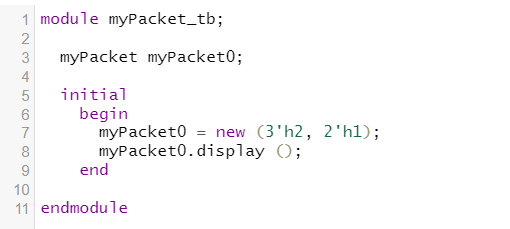 1 module myPacket_tb;
2
3 myPacket myPacket0;
4
5 initial
6 begin
7 myPacket0 = new (3'h2, 2'h1);
8 myPacket0.display ();
9 end
10
11 endmodule